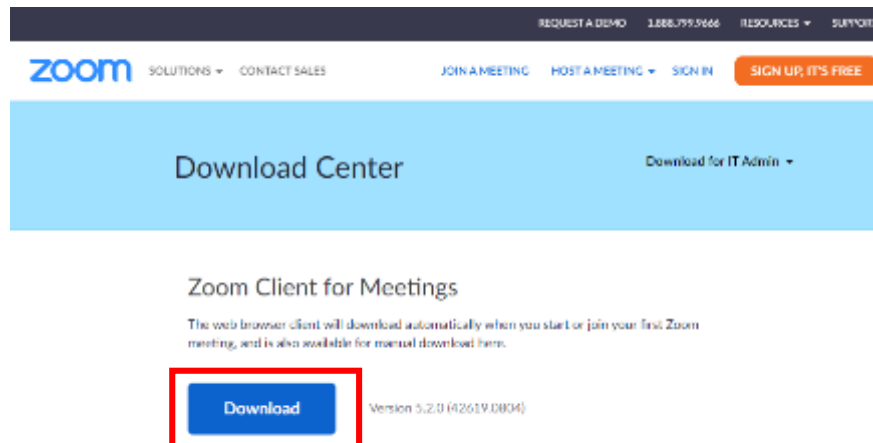 REQUEST A DEMO 1.888.799.9666 RESOURCES SUPPORT
zoom SOLUTIONS CONTACT SALES JOIN A MEETING HOST A MEETING SIGN IN SIGN UP, IT'S FREE
Download Center Download for IT Admin
Zoom Client for Meetings
The web browser client will download automatically when you start or join your first Zoom
meeting, and is also available for manual download here.
Download Version 5.2.0 (42619.0804)